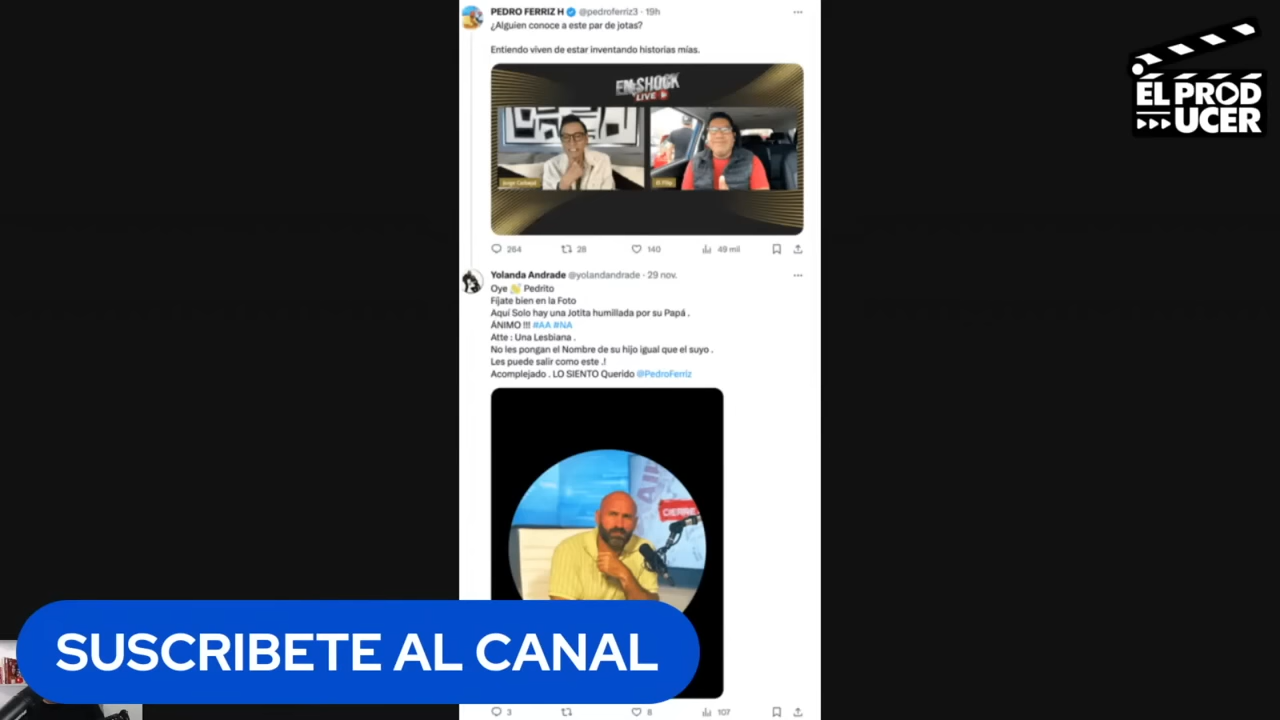 PEDRO FERRIZ H @pedroferriz3 · 19h
¿Alguien conoce a este par de jotas?
Entiendo viven de estar inventando historias mías.
EN SHOCK
LIVE
El Filip
264 28 140 49 mil
Yolanda Andrade @yolandandrade · 29 nov.
Oye 👋 Pedrito
Fíjate bien en la Foto
Aquí Solo hay una Jotita humillada por su Papá .
ÁNIMO !!! #AA #NA
Atte : Una Lesbiana .
No les pongan el Nombre de su hijo igual que el suyo .
Les puede salir como este .!
Acomplejado . LO SIENTO Querido @PedroFerriz
CIERRE
3 8 107
SUSCRIBETE AL CANAL
EL PROD
UCER